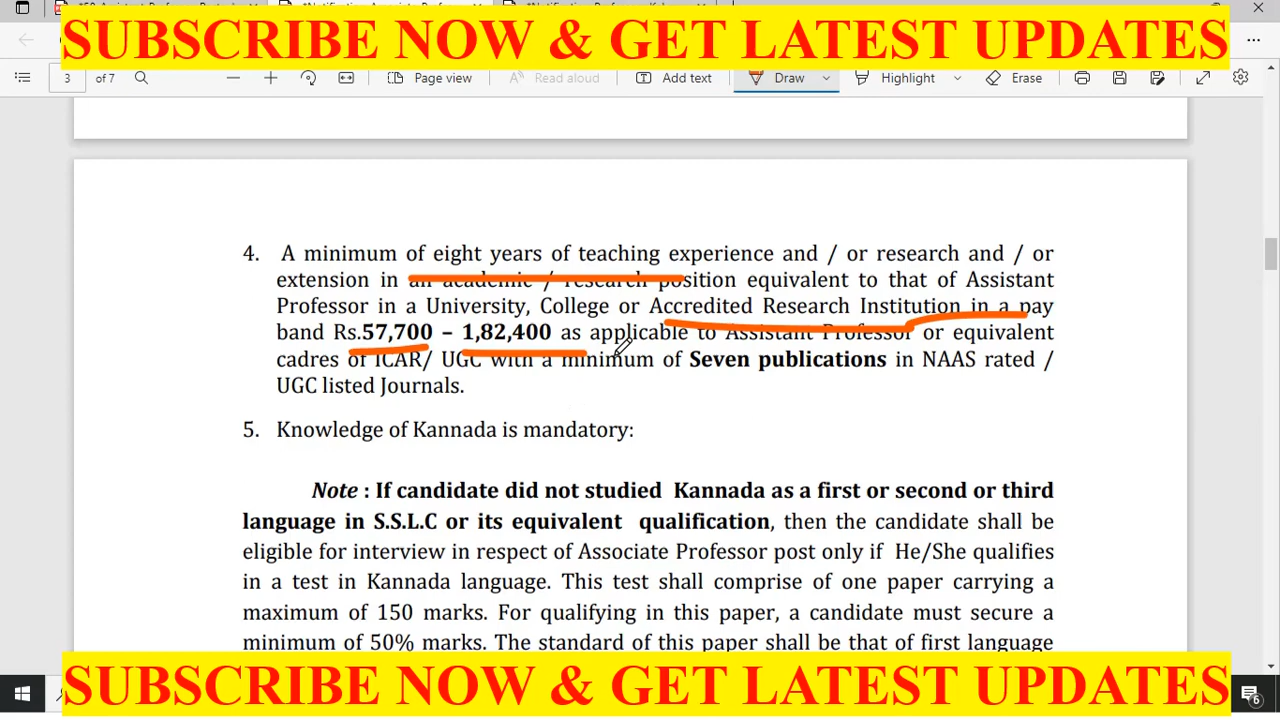 SUBSCRIBE NOW & GET LATEST UPDATES
3 of 7 Page view Read aloud Add text Draw Highlight Erase
4. A minimum of eight years of teaching experience and / or research and / or
extension in an academic / research position equivalent to that of Assistant
Professor in a University, College or Accredited Research Institution in a pay
band Rs.57,700 – 1,82,400 as applicable to Assistant Professor or equivalent
cadres of ICAR/ UGC with a minimum of Seven publications in NAAS rated /
UGC listed Journals.
5. Knowledge of Kannada is mandatory:
Note : If candidate did not studied Kannada as a first or second or third
language in S.S.L.C or its equivalent qualification, then the candidate shall be
eligible for interview in respect of Associate Professor post only if He/She qualifies
in a test in Kannada language. This test shall comprise of one paper carrying a
maximum of 150 marks. For qualifying in this paper, a candidate must secure a
minimum of 50% marks. The standard of this paper shall be that of first language
SUBSCRIBE NOW & GET LATEST UPDATES
6